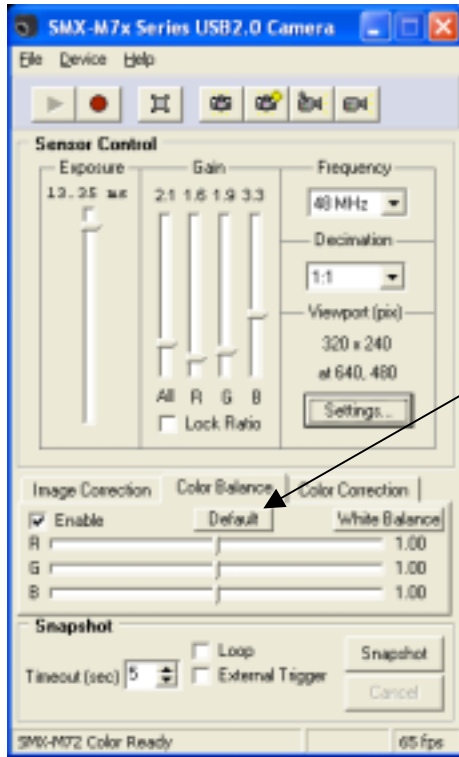 SMX-M7x Series USB2.0 Camera
File Device Help
Sensor Control
Exposure Gain Frequency
13.35 ms 2.1 1.6 1.9 3.3
48 MHz
Decimation
1:1
Viewport (pix)
320 x 240
at 640, 480
All R G B
Settings...
Lock Ratio
Image Correction Color Balance Color Correction
Enable Default White Balance
R 1.00
G 1.00
B 1.00
Snapshot
Loop Snapshot
Timeout (sec) 5 External Trigger
Cancel
SMX-M72 Color Ready 65 fps